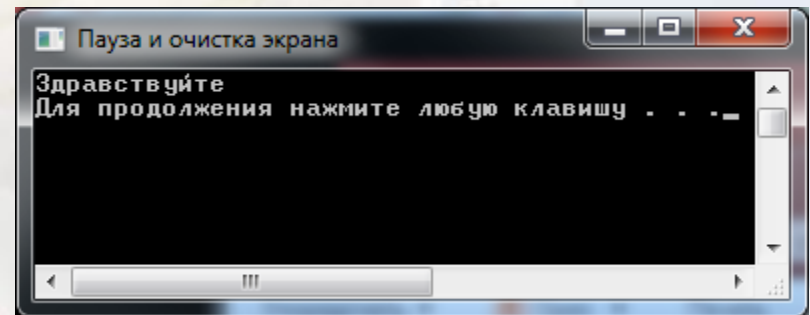 Пауза и очистка экрана
Здравствуйте
Для продолжения нажмите любую клавишу . . ._